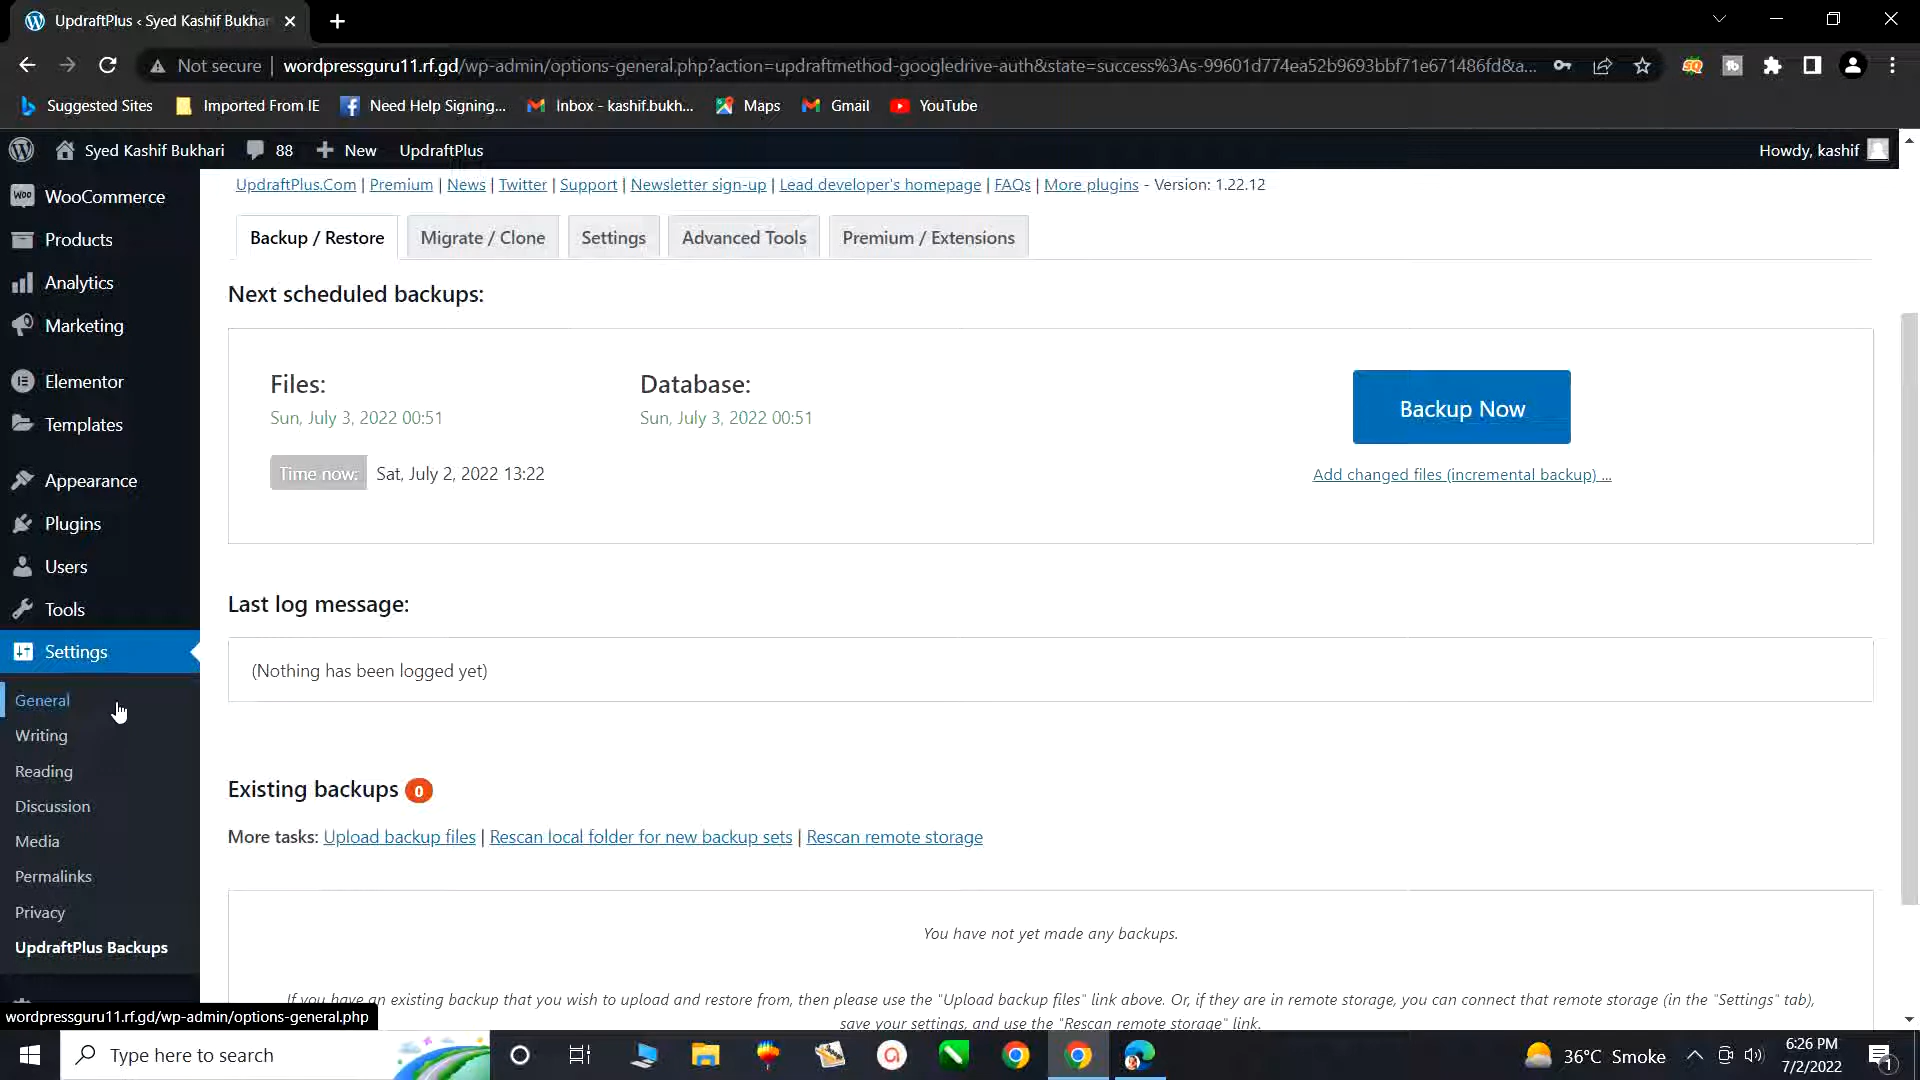 UpdraftPlus ‹ Syed Kashif Bukhar
Not secure | wordpressguru11.rf.gd/wp-admin/options-general.php?action=updraftmethod-googledrive-auth&state=success%3As-99601d774ea52b9693bbf71e671486fd&a...
Suggested Sites Imported From IE Need Help Signing... Inbox - kashif.bukh... Maps Gmail YouTube
Syed Kashif Bukhari 88 New UpdraftPlus Howdy, kashif
WooCommerce
Products
Analytics
Marketing
Elementor
Templates
Appearance
Plugins
Users
Tools
Settings
General
Writing
Reading
Discussion
Media
Permalinks
Privacy
UpdraftPlus Backups
UpdraftPlus.Com | Premium | News | Twitter | Support | Newsletter sign-up | Lead developer's homepage | FAQs | More plugins - Version: 1.22.12
Backup / Restore Migrate / Clone Settings Advanced Tools Premium / Extensions
Next scheduled backups:
Files: Database:
Sun, July 3, 2022 00:51 Sun, July 3, 2022 00:51
Backup Now
Time now: Sat, July 2, 2022 13:22
Add changed files (incremental backup) ...
Last log message:
(Nothing has been logged yet)
Existing backups 0
More tasks: Upload backup files | Rescan local folder for new backup sets | Rescan remote storage
You have not yet made any backups.
If you have an existing backup that you wish to upload and restore from, then please use the "Upload backup files" link above. Or, if they are in remote storage, you can connect that remote storage (in the "Settings" tab),
save your settings, and use the "Rescan remote storage" link.
wordpressguru11.rf.gd/wp-admin/options-general.php
Type here to search
36°C Smoke
6:26 PM
7/2/2022
1